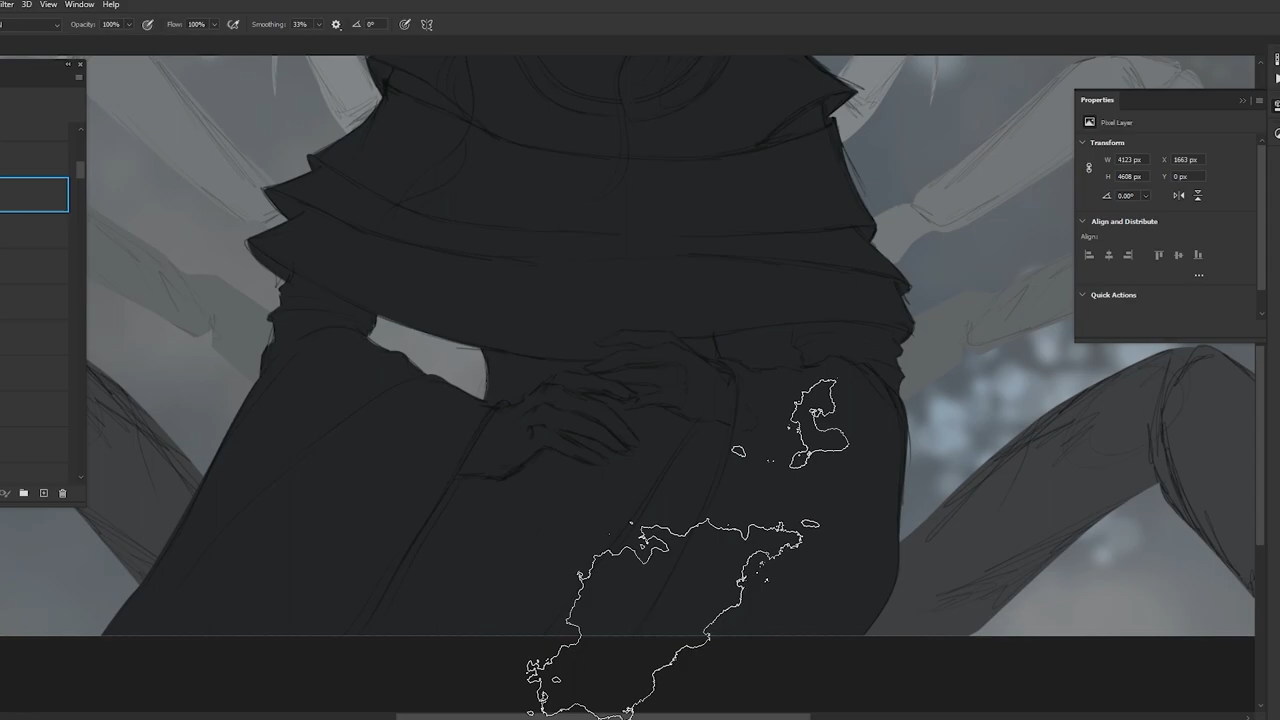 ilter 3D View Window Help
Opacity: 100% Flow: 100% Smoothing: 33% 0°
Properties
Pixel Layer
Transform
W 4123 px X 1663 px
H 4608 px Y 0 px
0.00°
Align and Distribute
Align:
Quick Actions